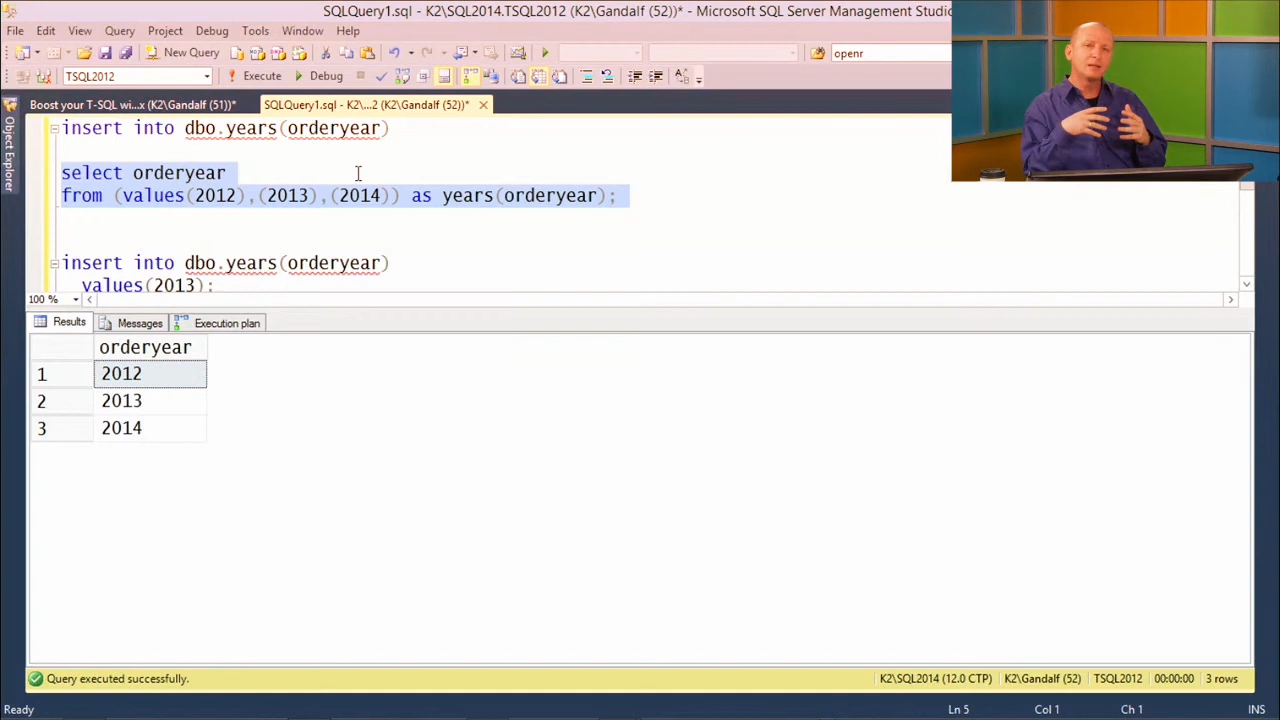 SQLQuery1.sql - K2\SQL2014.TSQL2012 (K2\Gandalf (52))* - Microsoft SQL Server Management Studio
File Edit View Query Project Debug Tools Window Help
New Query openr
TSQL2012 Execute Debug
Boost your T-SQL wi...x (K2\Gandalf (51))* SQLQuery1.sql - K2\...2 (K2\Gandalf (52))*
Object Explorer
insert into dbo.years(orderyear)
select orderyear
from (values(2012),(2013),(2014)) as years(orderyear);
insert into dbo.years(orderyear)
values(2013);
100 %
Results Messages Execution plan
orderyear
1 2012
2 2013
3 2014
Query executed successfully. K2\SQL2014 (12.0 CTP) K2\Gandalf (52) TSQL2012 00:00:00 3 rows
Ready Ln 5 Col 1 Ch 1 INS